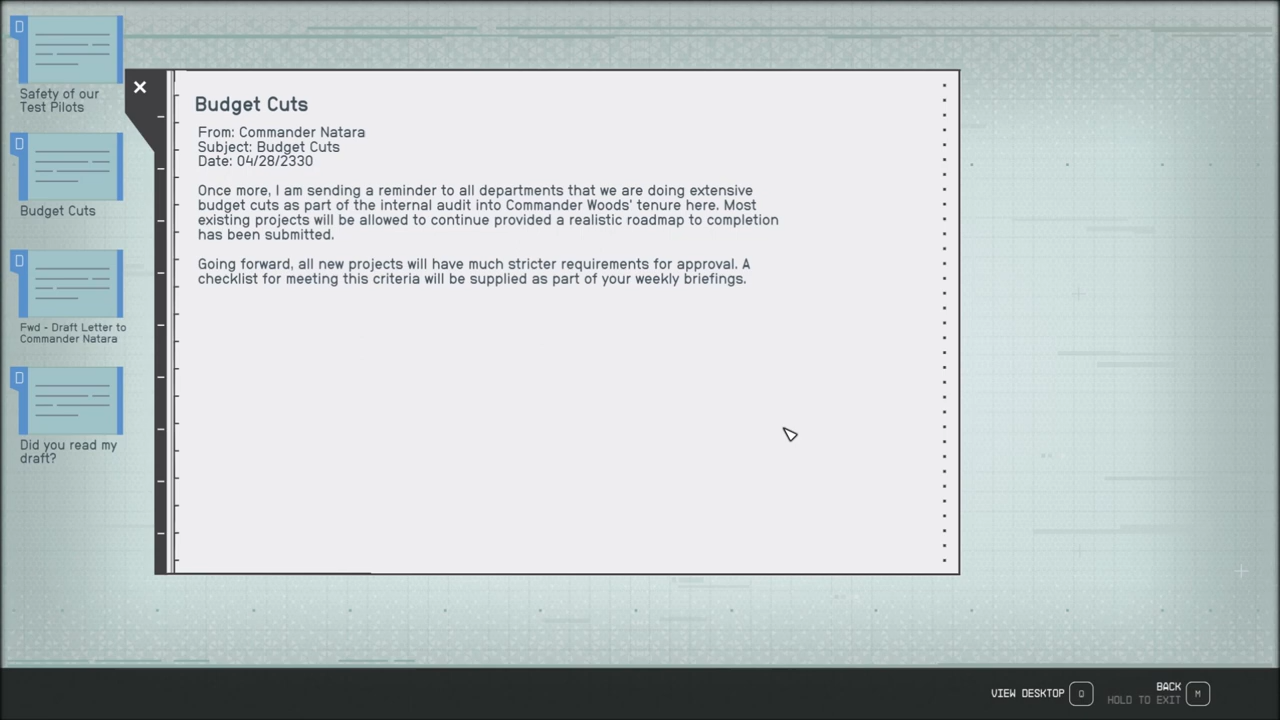 D
Safety of our
Test Pilots
D
Budget Cuts
D
Fwd - Draft Letter to
Commander Natara
D
Did you read my
draft?
×
Budget Cuts
From: Commander Natara
Subject: Budget Cuts
Date: 04/28/2330
Once more, I am sending a reminder to all departments that we are doing extensive
budget cuts as part of the internal audit into Commander Woods' tenure here. Most
existing projects will be allowed to continue provided a realistic roadmap to completion
has been submitted.
Going forward, all new projects will have much stricter requirements for approval. A
checklist for meeting this criteria will be supplied as part of your weekly briefings.
VIEW DESKTOP Q
BACK
HOLD TO EXIT M